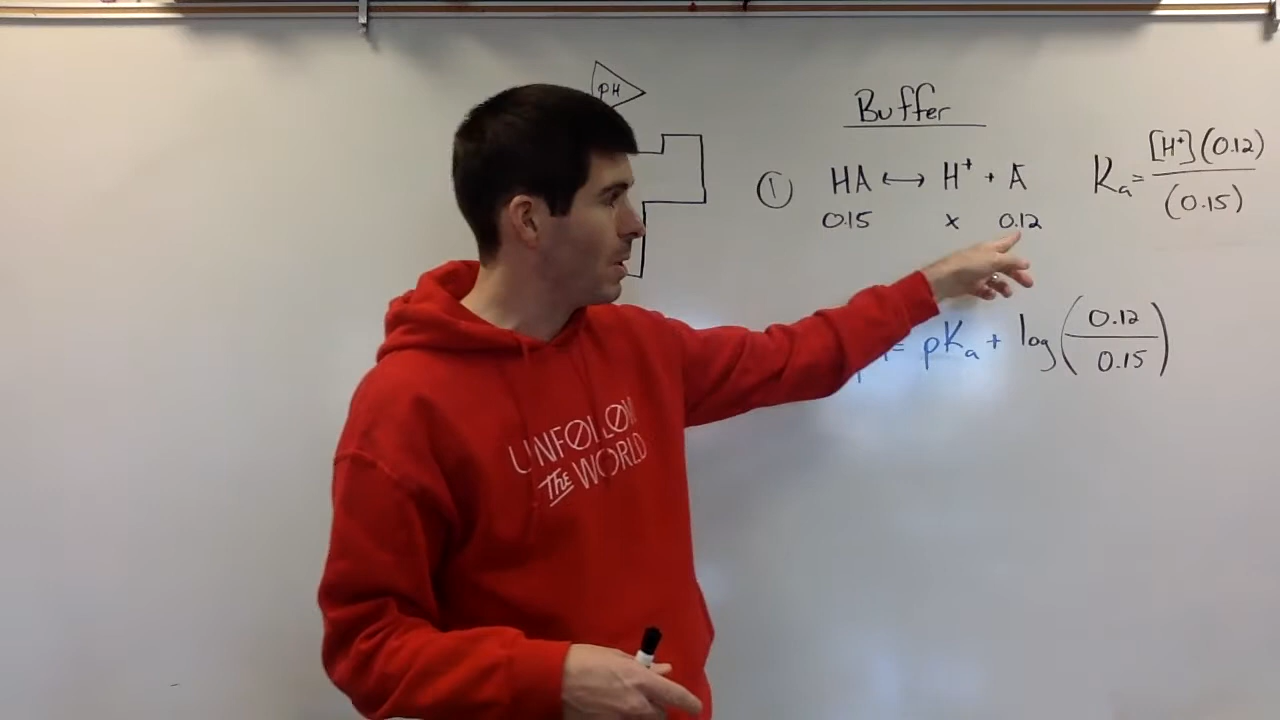 pH
Buffer
① HA ↔ H⁺ + A
0.15 x 0.12
Ka = [H⁺](0.12) / (0.15)
= pKa + log(0.12 / 0.15)
UNFOLLOW
The WORLD